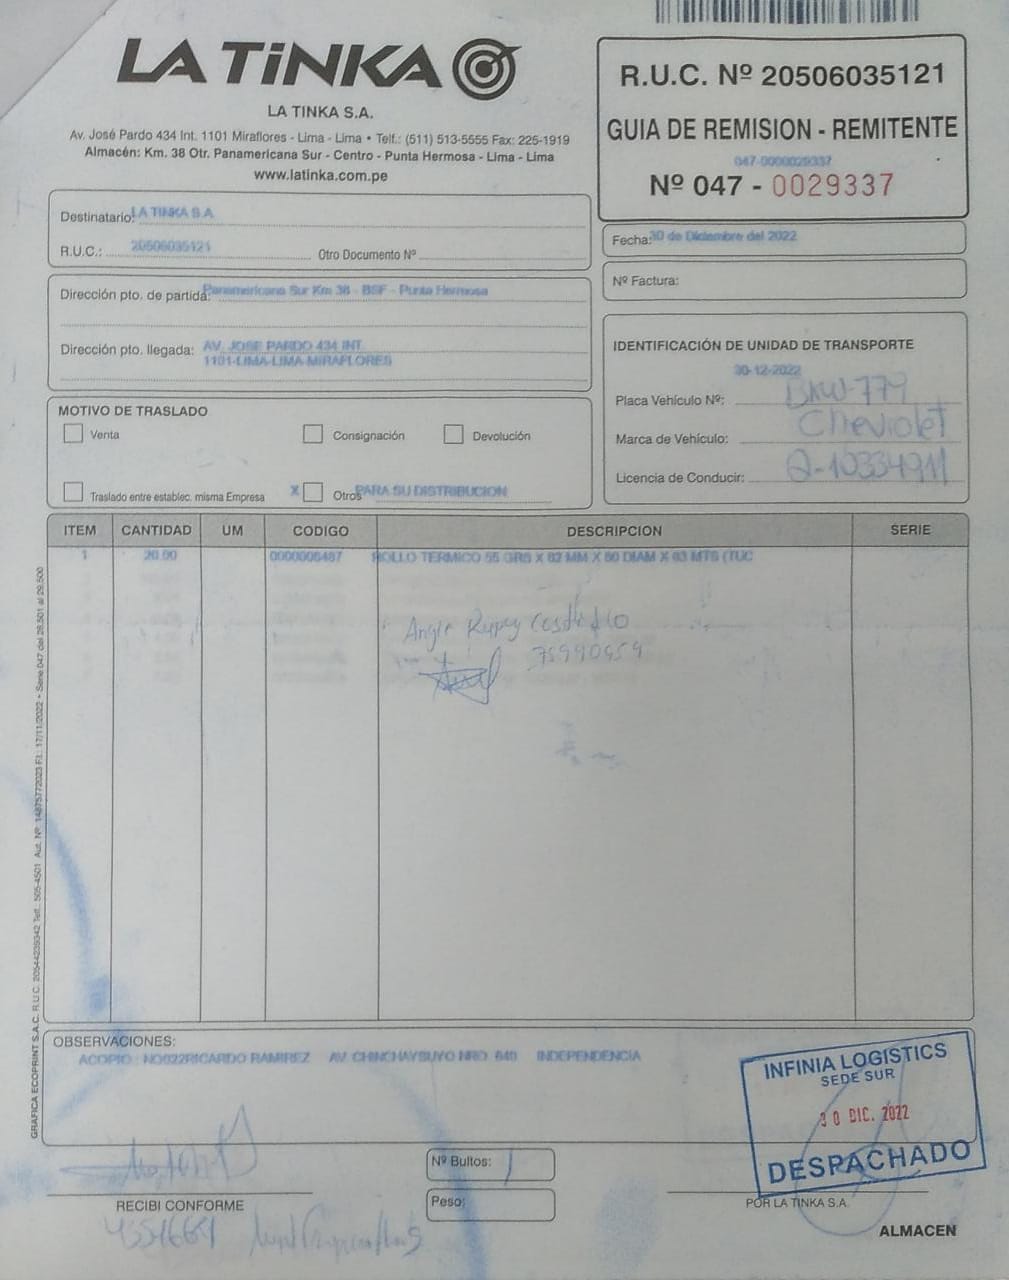 LA TiNKA
LA TINKA S.A.
Av. José Pardo 434 Int. 1101 Miraflores - Lima - Lima • Telf.: (511) 513-5555 Fax: 225-1919
Almacén: Km. 38 Otr. Panamericana Sur - Centro - Punta Hermosa - Lima - Lima
www.latinka.com.pe
R.U.C. Nº 20506035121
GUIA DE REMISION - REMITENTE
047-0000029337
Nº 047 - 0029337
Destinatario: LA TINKA S.A.
R.U.C.: 20506035121 Otro Documento Nº
Fecha: 30 de Diciembre del 2022
Nº Factura:
Dirección pto. de partida: Panamericana Sur Km 38 - BSF - Punta Hermosa
Dirección pto. llegada: AV. JOSE PARDO 434 INT.
1101-LIMA-LIMA-MIRAFLORES
IDENTIFICACIÓN DE UNIDAD DE TRANSPORTE
30-12-2022
Placa Vehículo Nº: BKW-779
Marca de Vehículo: Chevrolet
Licencia de Conducir: Q-10334911
MOTIVO DE TRASLADO
Venta Consignación Devolución
Traslado entre establec. misma Empresa X Otros PARA SU DISTRIBUCION
ITEM CANTIDAD UM CODIGO DESCRIPCION SERIE
1 20.00 0000006487 ROLLO TERMICO 55 GRS X 82 MM X 80 DIAM X 83 MTS (TUC
75940959
GRAFICA ECOPRINT S.A.C. R.U.C. 20544239342 Telf.: 505-4501 Aut. Nº: 14875772023 F.I.: 17/11/2022 • Serie 047 del 28,501 al 29,500
OBSERVACIONES:
ACOPIO : NO022RICARDO RAMIREZ AV. CHINCHAYSUYO NRO. 640 INDEPENDENCIA
INFINIA LOGISTICS
SEDE SUR
30 DIC. 2022
DESPACHADO
Nº Bultos: 1
Peso:
RECIBI CONFORME
POR LA TINKA S.A.
ALMACEN